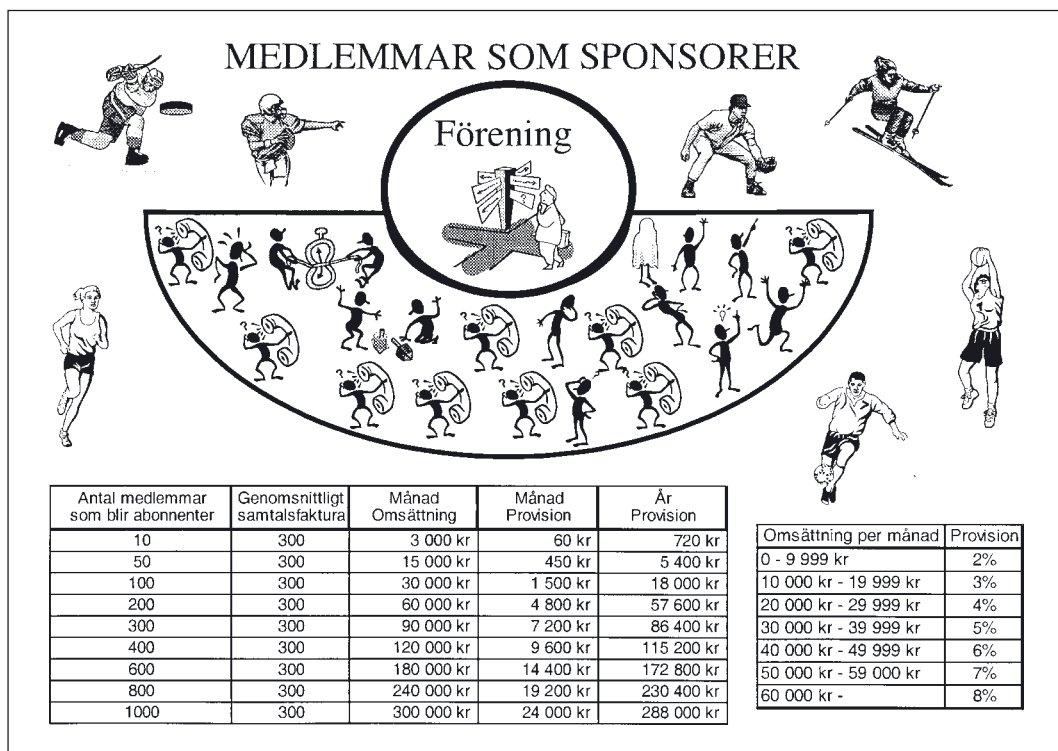 MEDLEMMAR SOM SPONSORER
Förening
Antal medlemmar som blir abonnenter | Genomsnittligt samtalsfaktura | Månad Omsättning | Månad Provision | År Provision
10 | 300 | 3 000 kr | 60 kr | 720 kr
50 | 300 | 15 000 kr | 450 kr | 5 400 kr
100 | 300 | 30 000 kr | 1 500 kr | 18 000 kr
200 | 300 | 60 000 kr | 4 800 kr | 57 600 kr
300 | 300 | 90 000 kr | 7 200 kr | 86 400 kr
400 | 300 | 120 000 kr | 9 600 kr | 115 200 kr
600 | 300 | 180 000 kr | 14 400 kr | 172 800 kr
800 | 300 | 240 000 kr | 19 200 kr | 230 400 kr
1000 | 300 | 300 000 kr | 24 000 kr | 288 000 kr
Omsättning per månad | Provision
0 - 9 999 kr | 2%
10 000 kr - 19 999 kr | 3%
20 000 kr - 29 999 kr | 4%
30 000 kr - 39 999 kr | 5%
40 000 kr - 49 999 kr | 6%
50 000 kr - 59 000 kr | 7%
60 000 kr - | 8%